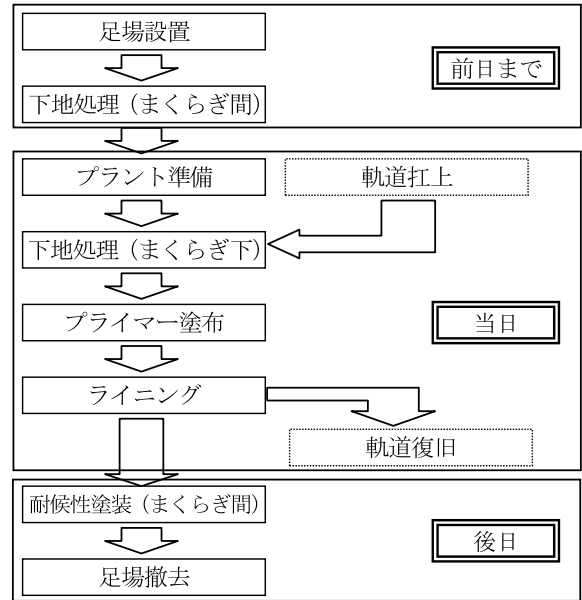 足場設置
前日まで
下地処理（まくらぎ間）
プラント準備
軌道扛上
下地処理（まくらぎ下）
プライマー塗布
当日
ライニング
軌道復旧
耐候性塗装（まくらぎ間）
後日
足場撤去